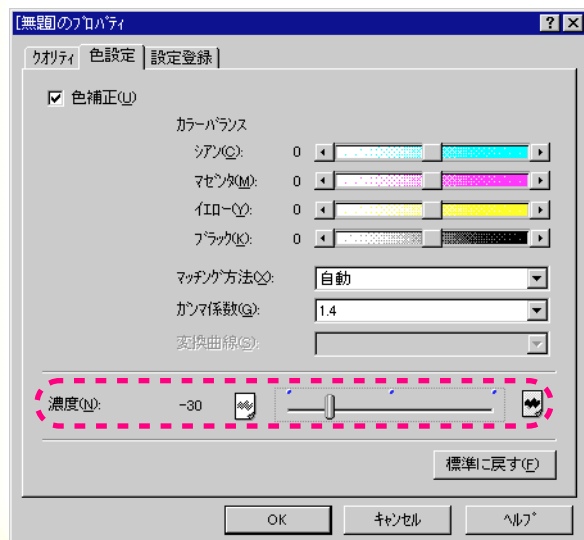 [無題]のﾌﾟﾛﾊﾟﾃｨ
ｸｵﾘﾃｨ 色設定 設定登録
色補正(U)
ｶﾗｰﾊﾞﾗﾝｽ
ｼｱﾝ(C): 0
ﾏｾﾞﾝﾀ(M): 0
ｲｴﾛｰ(Y): 0
ﾌﾞﾗｯｸ(K): 0
ﾏｯﾁﾝｸﾞ方法(X): 自動
ｶﾞﾝﾏ係数(G): 1.4
変換曲線(S):
濃度(N): -30
標準に戻す(F)
OK ｷｬﾝｾﾙ ﾍﾙﾌﾟ